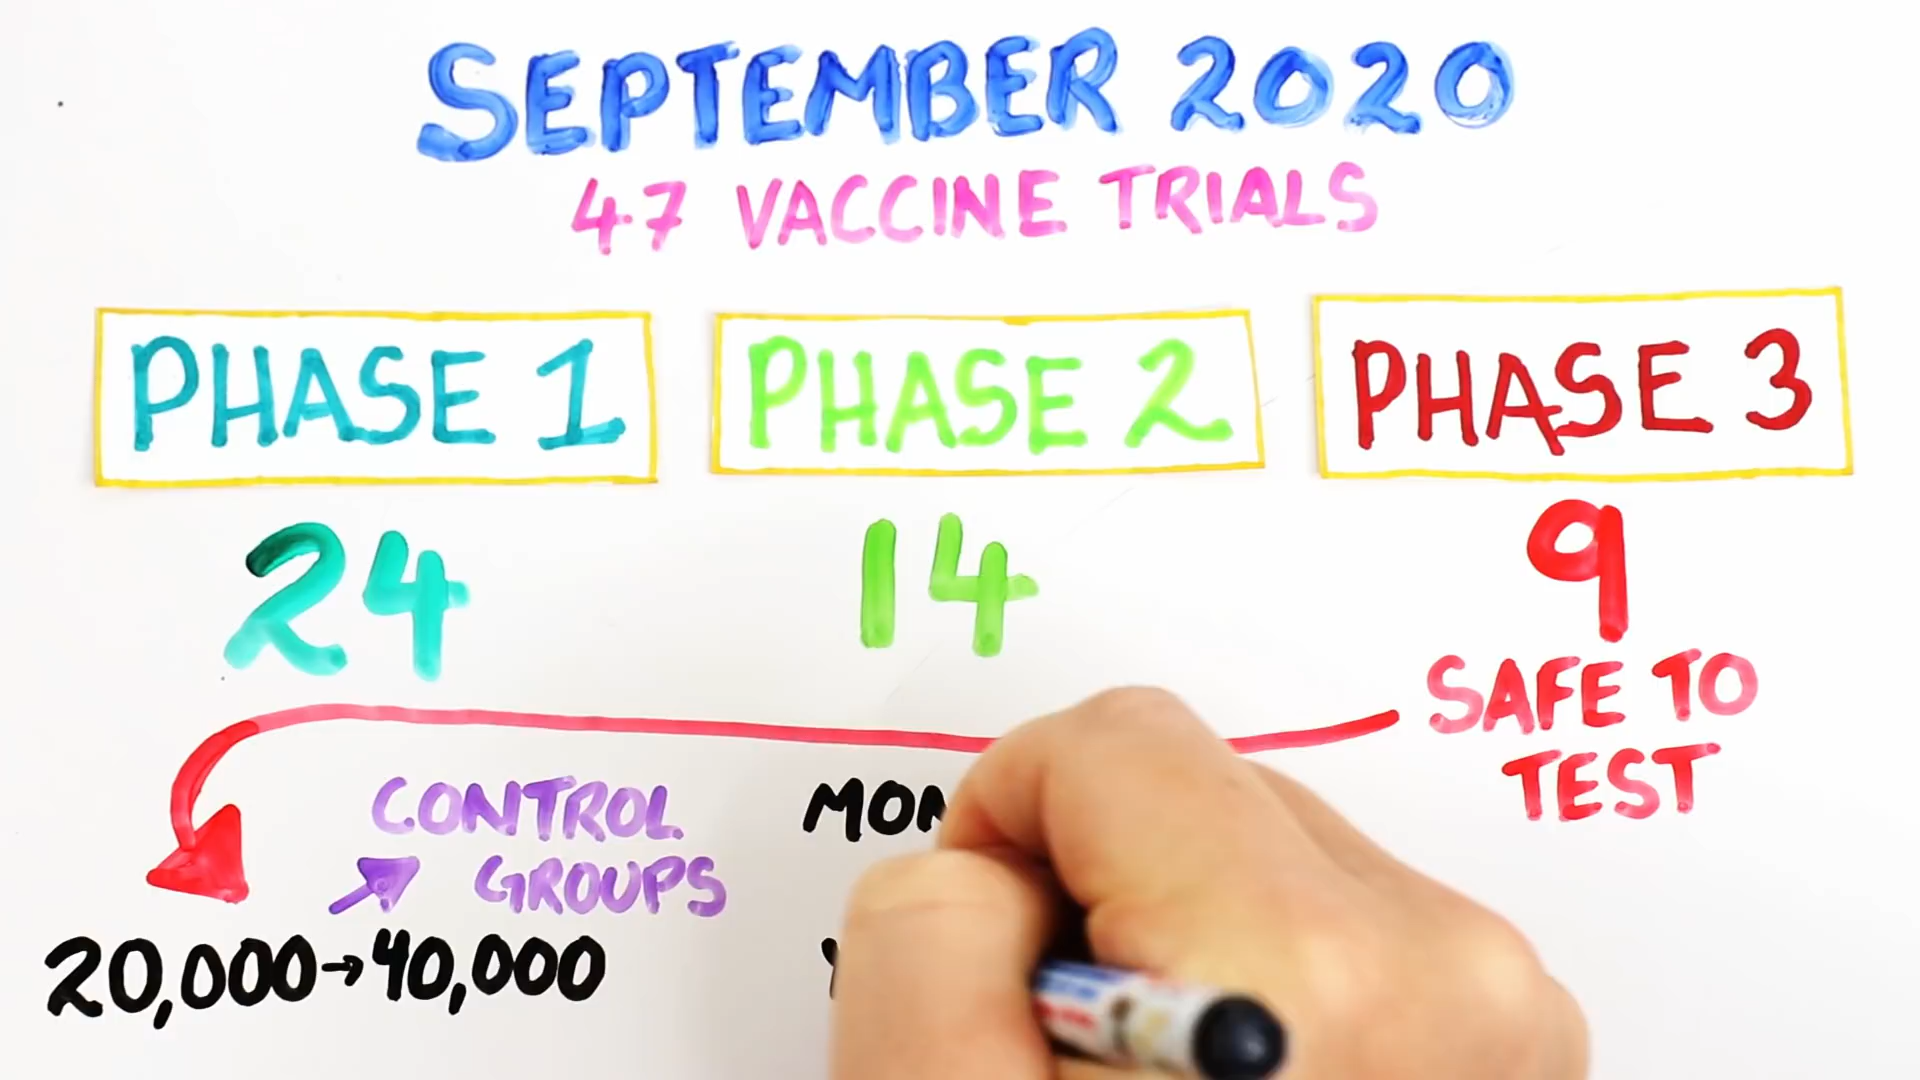 SEPTEMBER 2020
47 VACCINE TRIALS
PHASE 1
PHASE 2
PHASE 3
24
14
9
SAFE TO
TEST
CONTROL
GROUPS
20,000→40,000